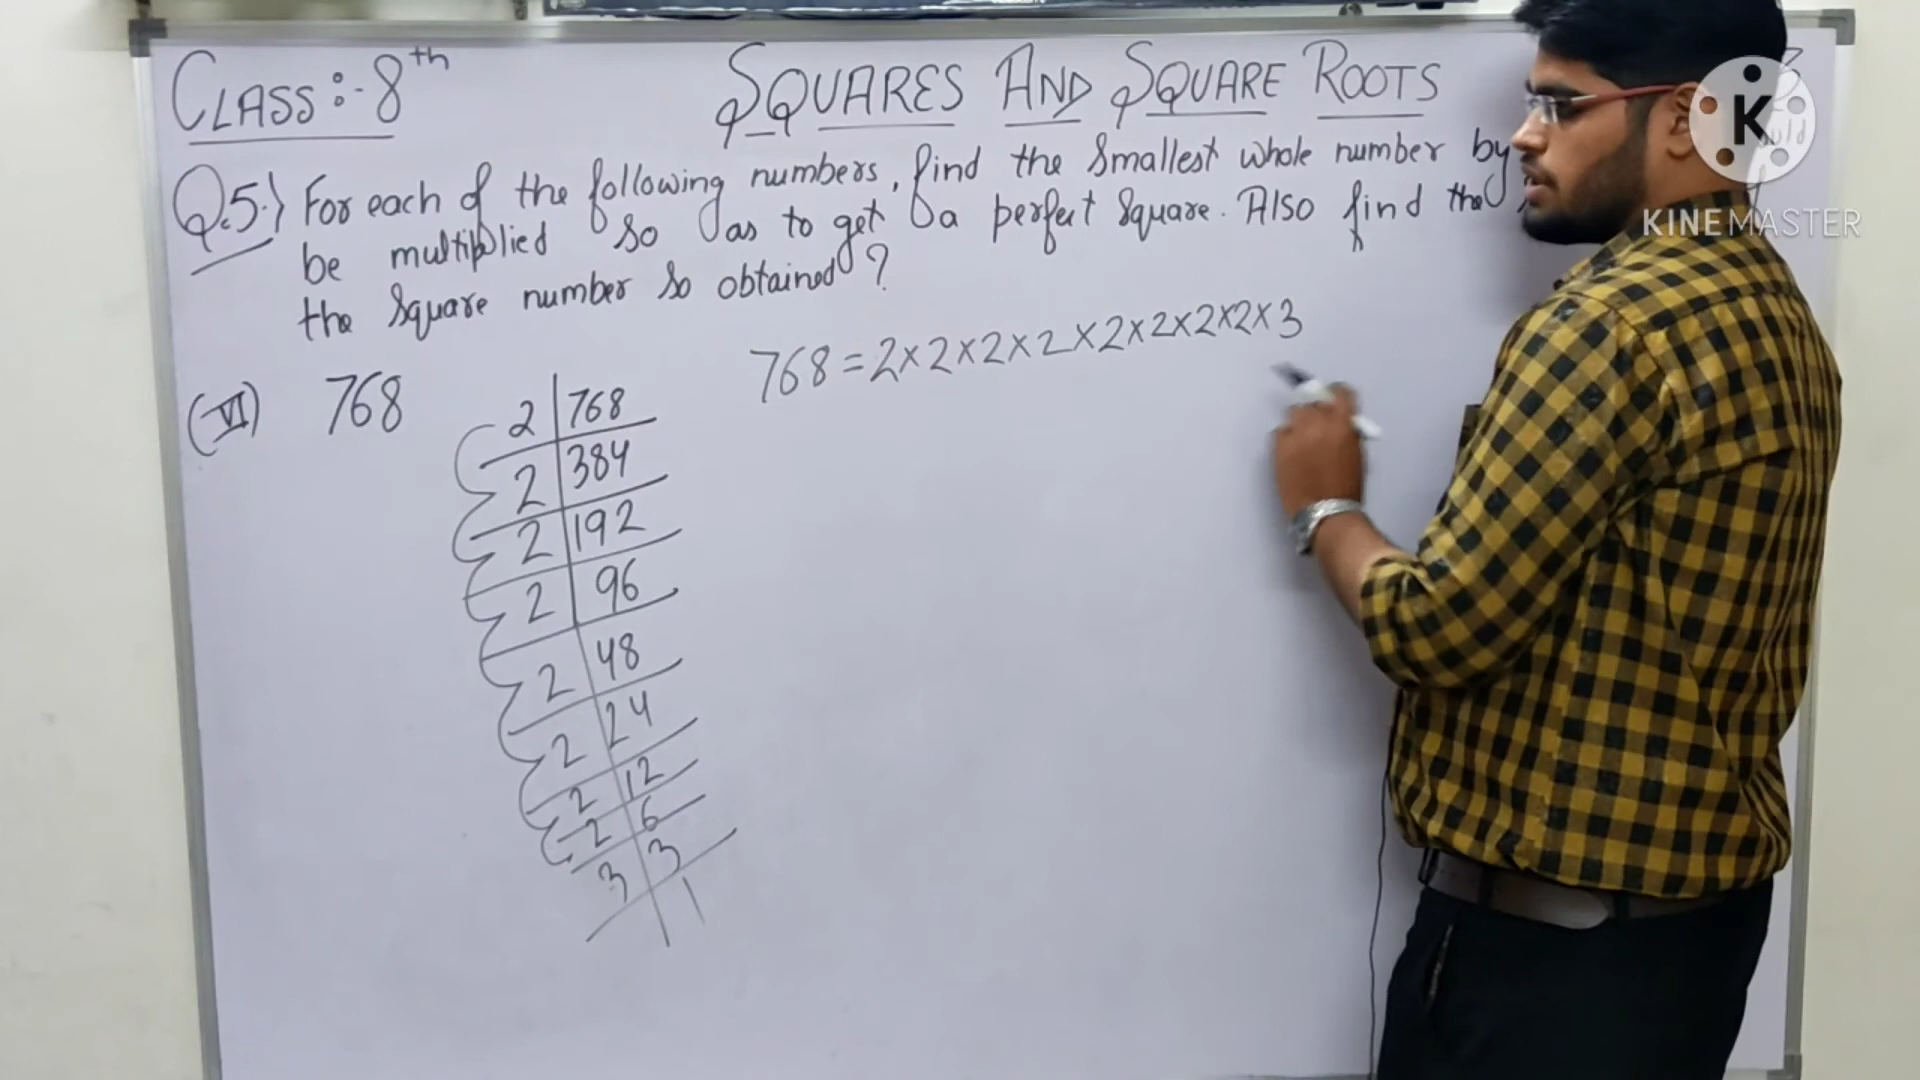 CLASS:- 8th
SQUARES AND SQUARE ROOTS
Q.5.) For each of the following numbers, find the smallest whole number by
be multiplied so as to get a perfect square. Also find the
the square number so obtained?
(VI) 768
768=2×2×2×2×2×2×2×2×3
2 768
2 384
2 192
2 96
2 48
2 24
2 12
2 6
3 3
1
K
KINEMASTER